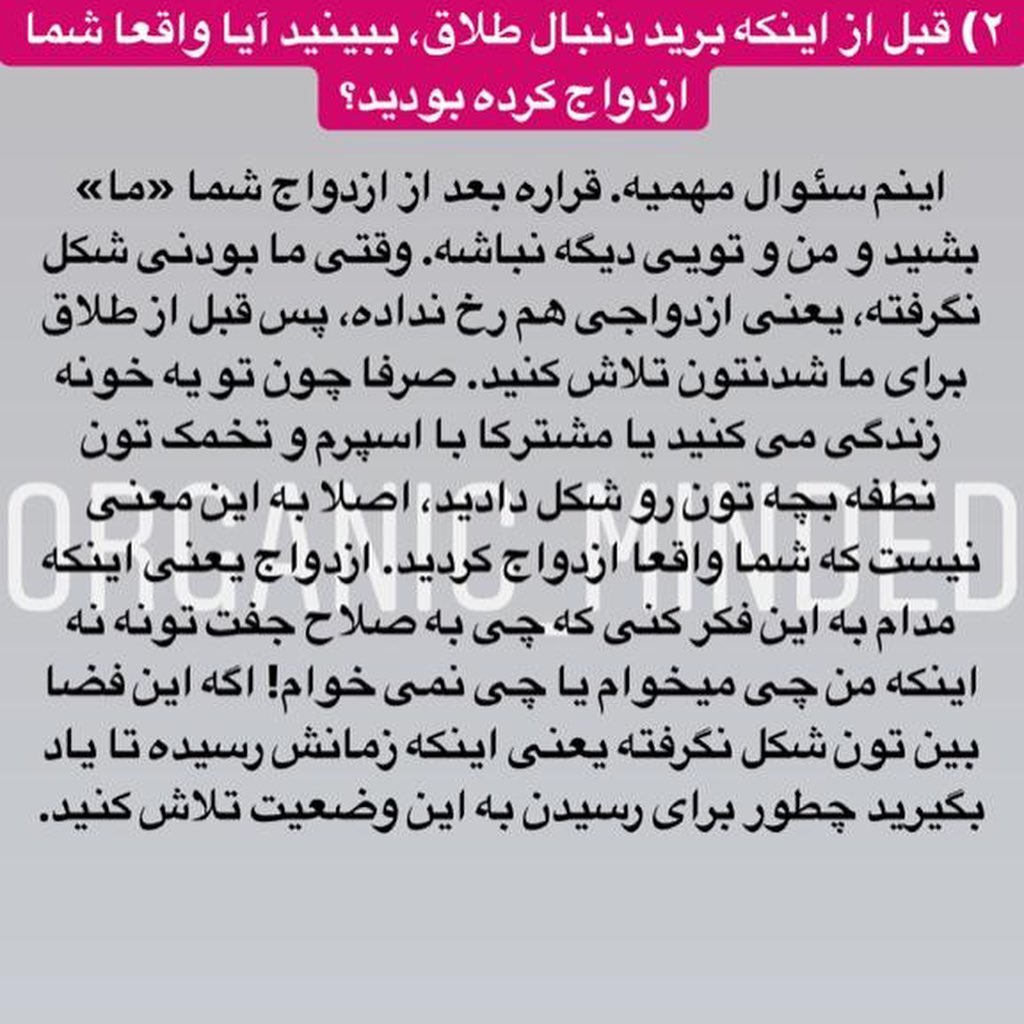 ۲) قبل از اینکه برید دنبال طلاق، ببینید آیا واقعا شما
ازدواج کرده بودید؟
اینم سئوال مهمیه. قراره بعد از ازدواج شما «ما»
بشید و من و تویی دیگه نباشه. وقتی ما بودنی شکل
نگرفته، یعنی ازدواجی هم رخ نداده، پس قبل از طلاق
برای ما شدنتون تلاش کنید. صرفا چون تو یه خونه
زندگی می کنید یا مشترکا با اسپرم و تخمک تون
نطفه بچه تون رو شکل دادید، اصلا به این معنی
نیست که شما واقعا ازدواج کردید. ازدواج یعنی اینکه
مدام به این فکر کنی که چی به صلاح جفت تونه نه
اینکه من چی میخوام یا چی نمی خوام! اگه این فضا
بین تون شکل نگرفته یعنی اینکه زمانش رسیده تا یاد
بگیرید چطور برای رسیدن به این وضعیت تلاش کنید.
ORGANIC_MINDED